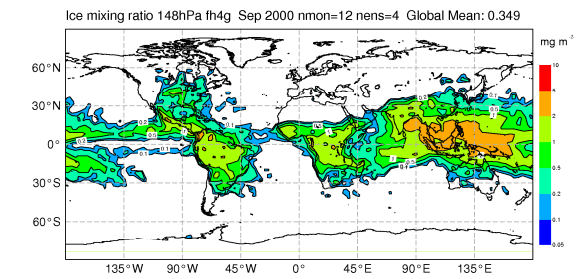 Ice mixing ratio 148hPa fh4g Sep 2000 nmon=12 nens=4 Global Mean: 0.349
mg m⁻²
60°N
30°N
0°
30°S
60°S
135°W 90°W 45°W 0° 45°E 90°E 135°E
10
4
2
1
0.5
0.2
0.1
0.05